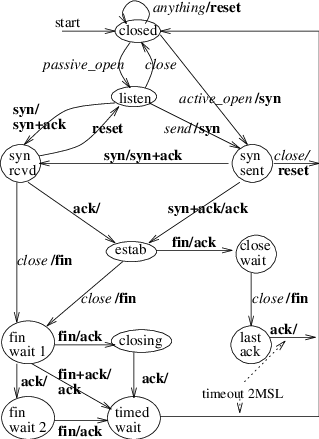 anything/reset
start
closed
passive_open
close
listen
active_open/syn
syn/
syn+ack
reset
send/syn
syn
rcvd
syn/syn+ack
syn
sent
close/
reset
ack/
syn+ack/ack
estab
fin/ack
close
wait
close/fin
close/fin
close/fin
fin
wait 1
fin/ack
closing
last
ack
ack/
ack/
fin+ack/
ack
ack/
timeout 2MSL
fin
wait 2
fin/ack
timed
wait